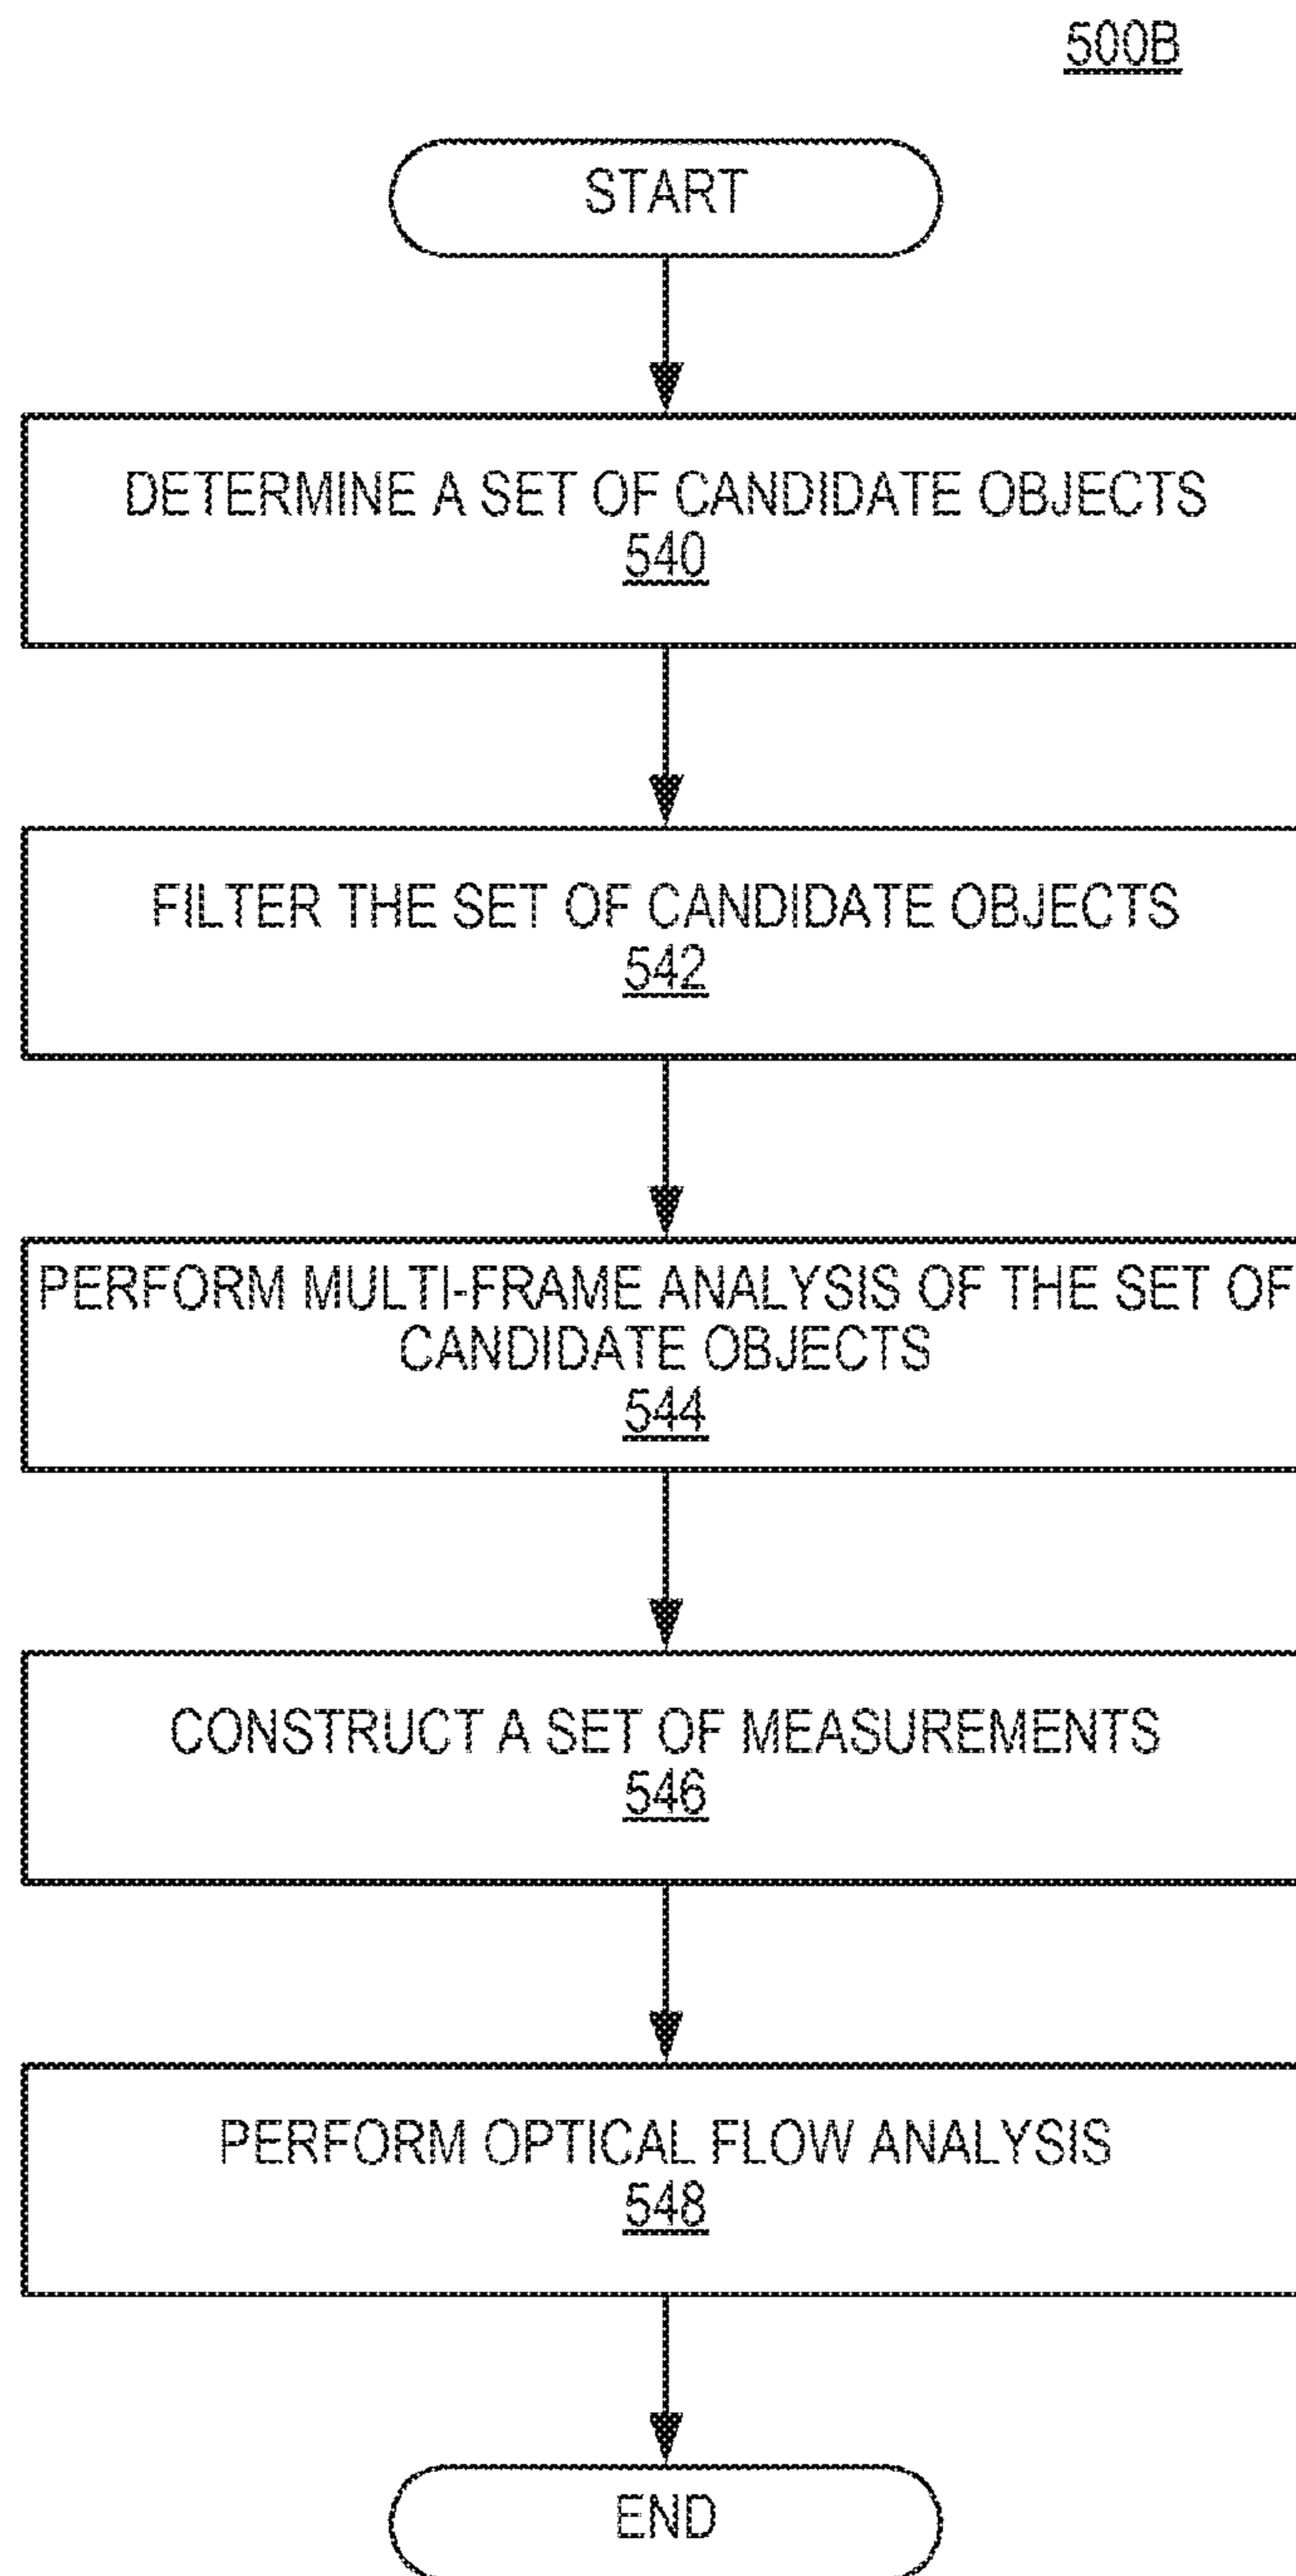 500B
START
DETERMINE A SET OF CANDIDATE OBJECTS
540
FILTER THE SET OF CANDIDATE OBJECTS
542
PERFORM MULTI-FRAME ANALYSIS OF THE SET OF
CANDIDATE OBJECTS
544
CONSTRUCT A SET OF MEASUREMENTS
546
PERFORM OPTICAL FLOW ANALYSIS
548
END